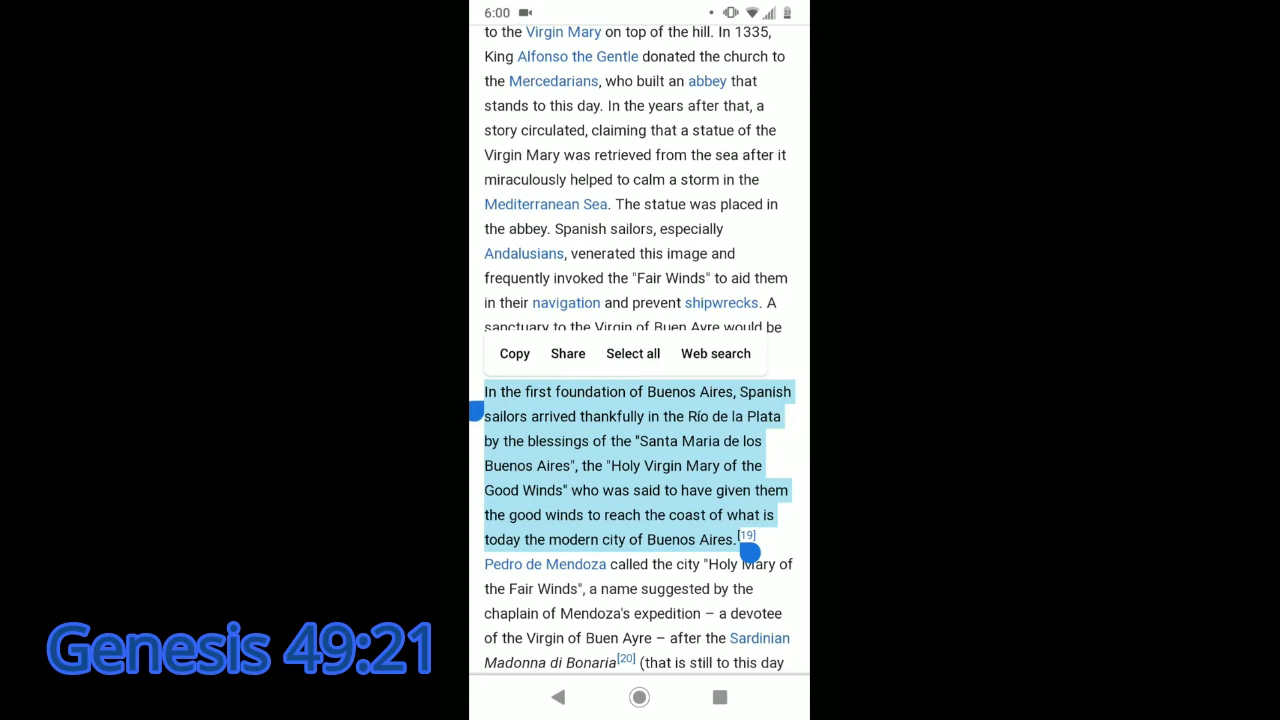 6:00
to the Virgin Mary on top of the hill. In 1335,
King Alfonso the Gentle donated the church to
the Mercedarians, who built an abbey that
stands to this day. In the years after that, a
story circulated, claiming that a statue of the
Virgin Mary was retrieved from the sea after it
miraculously helped to calm a storm in the
Mediterranean Sea. The statue was placed in
the abbey. Spanish sailors, especially
Andalusians, venerated this image and
frequently invoked the "Fair Winds" to aid them
in their navigation and prevent shipwrecks. A
sanctuary to the Virgin of Buen Ayre would be
Copy Share Select all Web search
In the first foundation of Buenos Aires, Spanish
sailors arrived thankfully in the Río de la Plata
by the blessings of the "Santa Maria de los
Buenos Aires", the "Holy Virgin Mary of the
Good Winds" who was said to have given them
the good winds to reach the coast of what is
today the modern city of Buenos Aires.[19]
Pedro de Mendoza called the city "Holy Mary of
the Fair Winds", a name suggested by the
chaplain of Mendoza's expedition – a devotee
of the Virgin of Buen Ayre – after the Sardinian
Madonna di Bonaria[20] (that is still to this day
Genesis 49:21